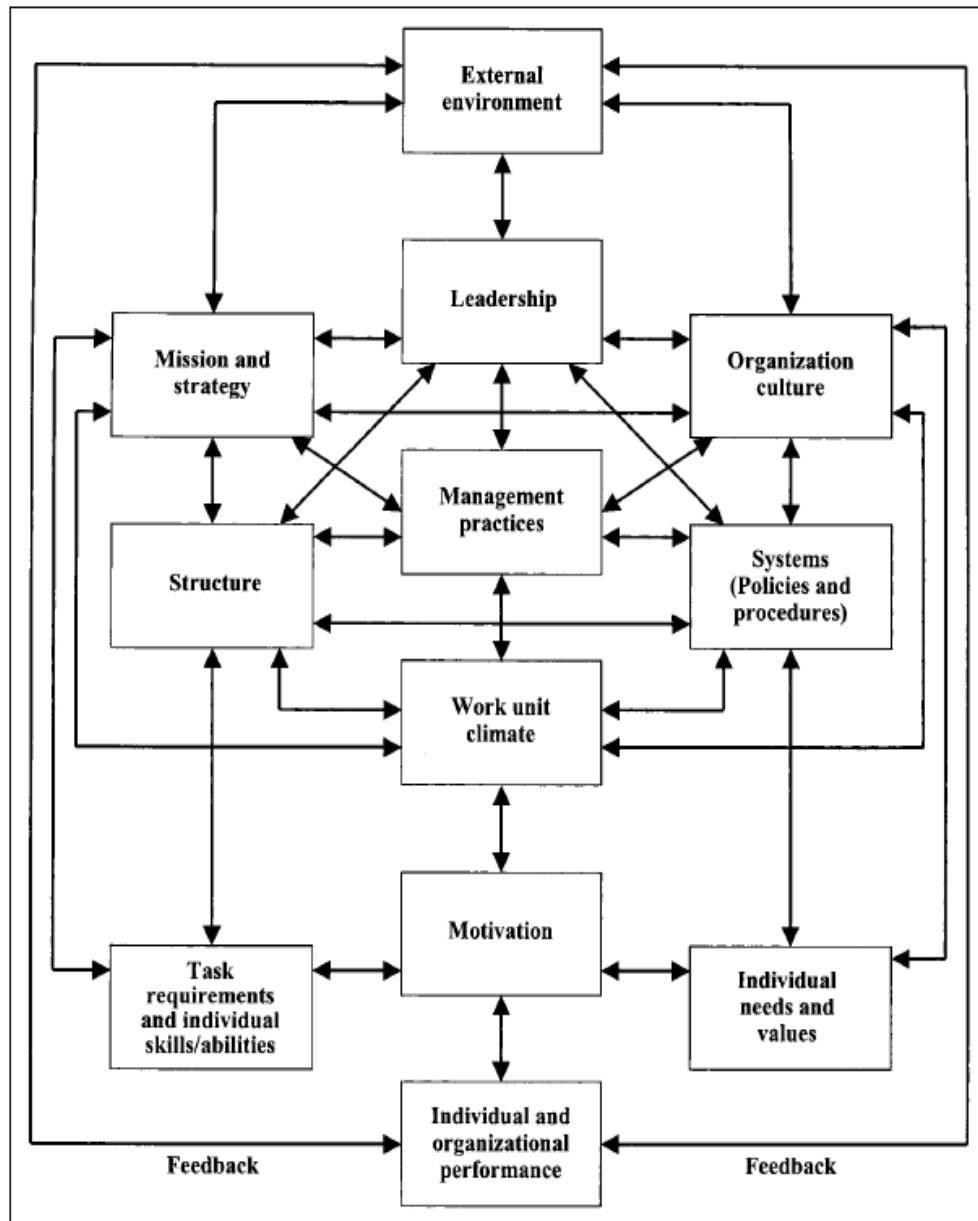 External
environment
Leadership
Mission and
strategy
Organization
culture
Management
practices
Structure
Systems
(Policies and
procedures)
Work unit
climate
Motivation
Task
requirements
and individual
skills/abilities
Individual
needs and
values
Individual and
organizational
performance
Feedback
Feedback